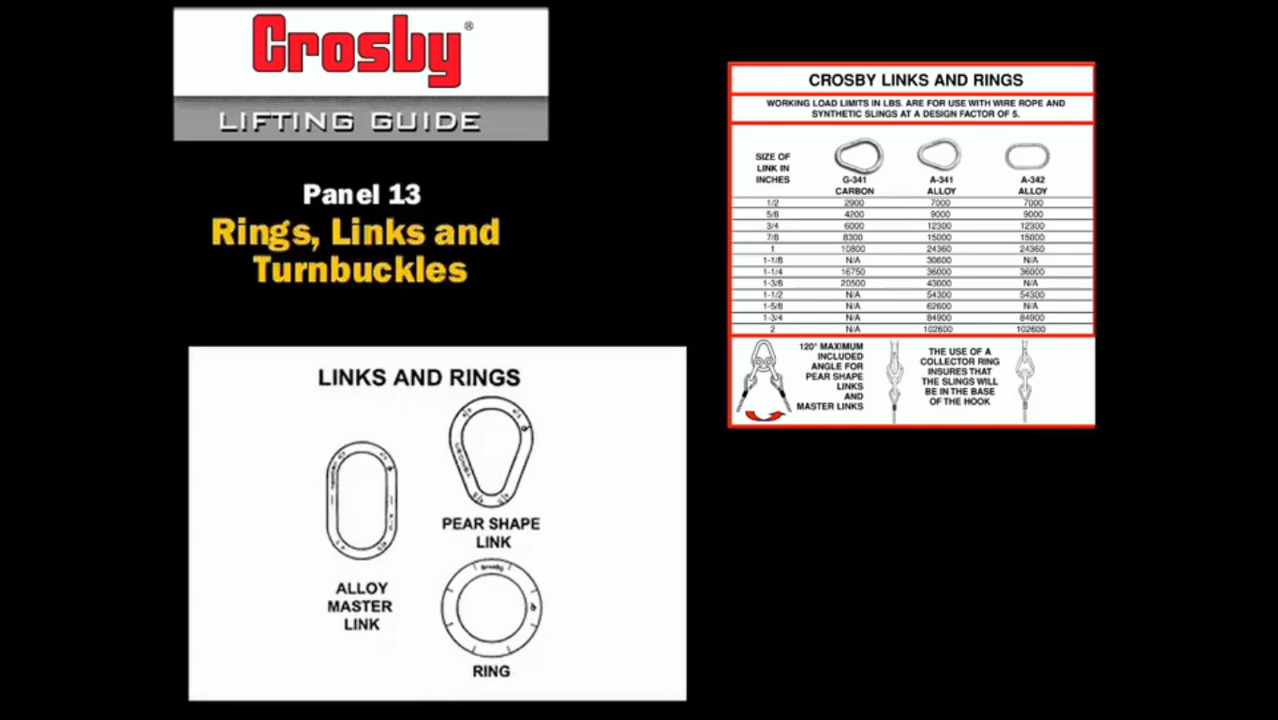 Crosby®
LIFTING GUIDE
Panel 13
Rings, Links and
Turnbuckles
LINKS AND RINGS
PEAR SHAPE
LINK
ALLOY
MASTER
LINK
RING
CROSBY LINKS AND RINGS
WORKING LOAD LIMITS IN LBS. ARE FOR USE WITH WIRE ROPE AND
SYNTHETIC SLINGS AT A DESIGN FACTOR OF 5.
SIZE OF
LINK IN
INCHES
G-341
CARBON
A-341
ALLOY
A-342
ALLOY
1/2 2900 7000 7000
5/8 4200 9000 9000
3/4 6000 12300 12300
7/8 8300 15000 15000
1 10800 24360 24360
1-1/8 N/A 30600 N/A
1-1/4 16750 36000 36000
1-3/8 20500 43000 N/A
1-1/2 N/A 54300 54300
1-5/8 N/A 62600 N/A
1-3/4 N/A 84900 84900
2 N/A 102600 102600
120° MAXIMUM
INCLUDED
ANGLE FOR
PEAR SHAPE
LINKS
AND
MASTER LINKS
THE USE OF A
COLLECTOR RING
INSURES THAT
THE SLINGS WILL
BE IN THE BASE
OF THE HOOK